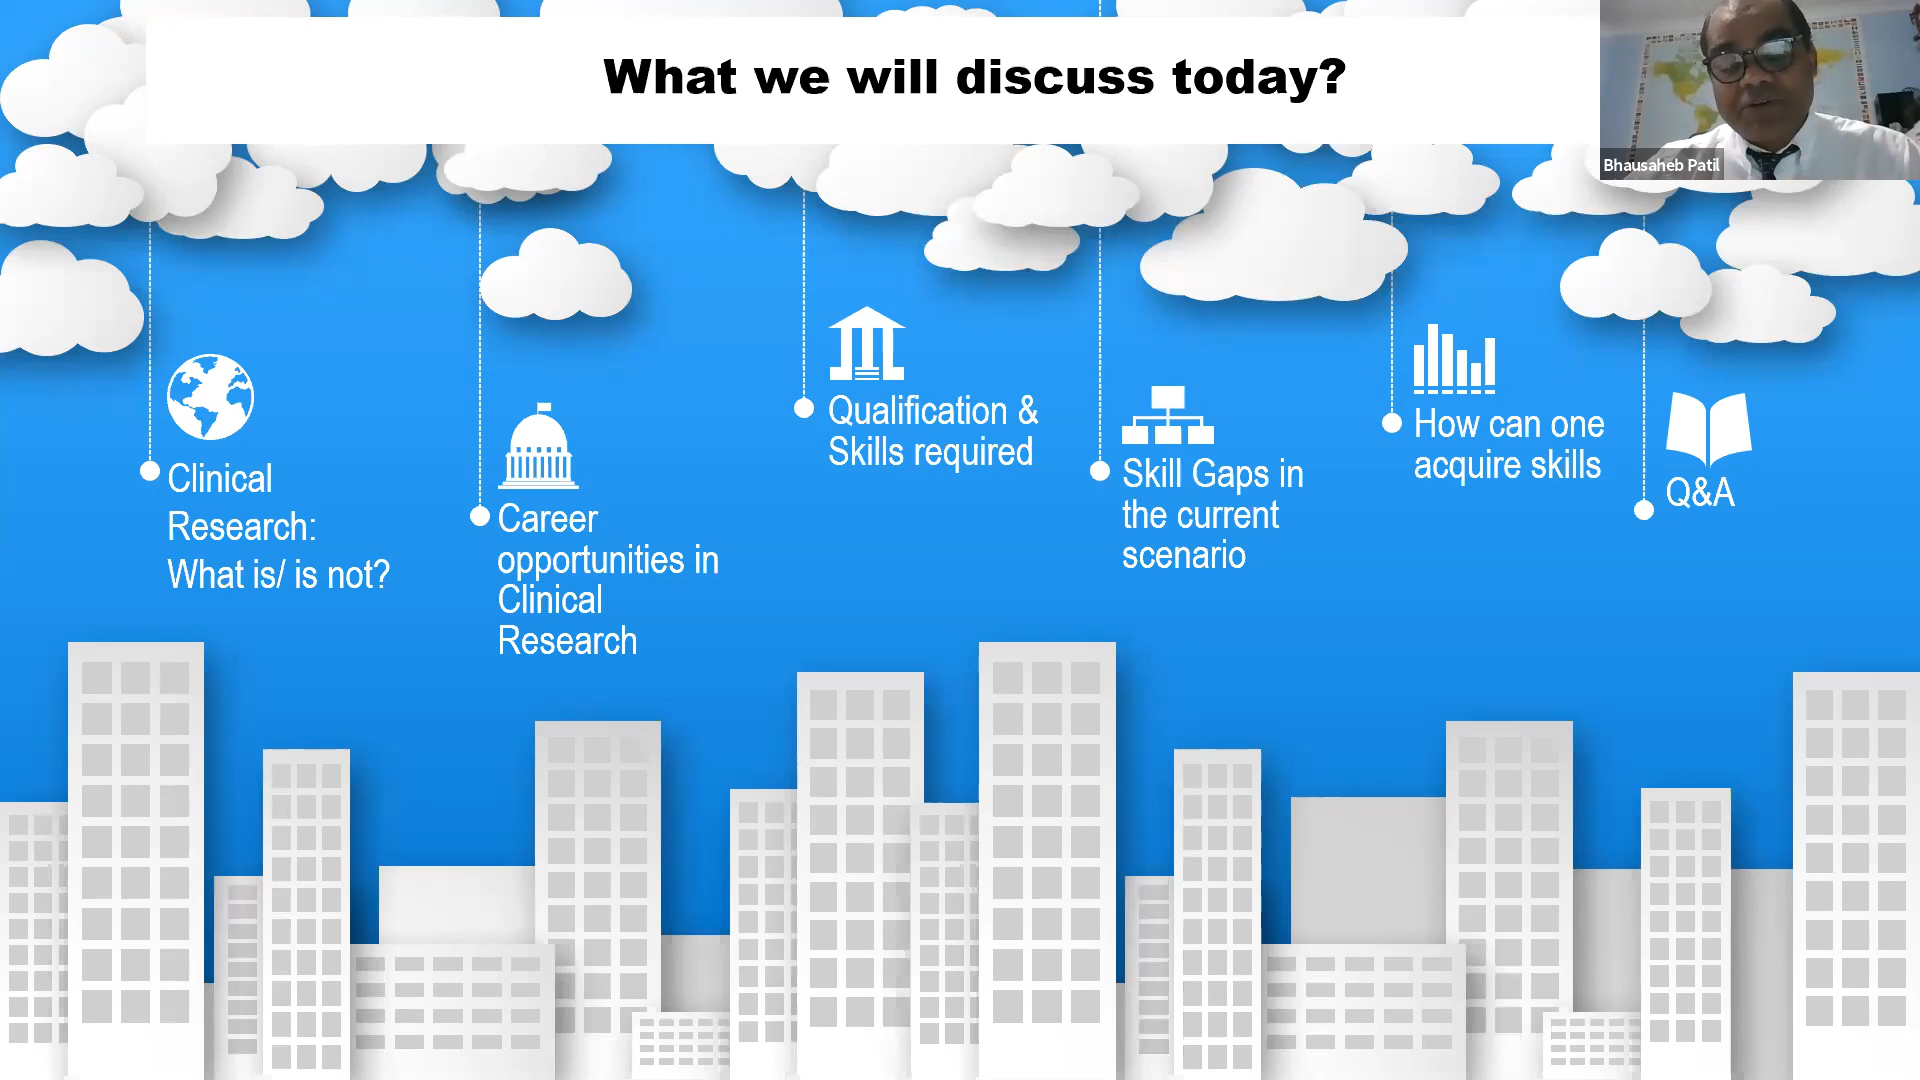 What we will discuss today?
Bhausaheb Patil
Clinical
Research:
What is/ is not?
Career
opportunities in
Clinical
Research
Qualification &
Skills required
Skill Gaps in
the current
scenario
How can one
acquire skills
Q&A